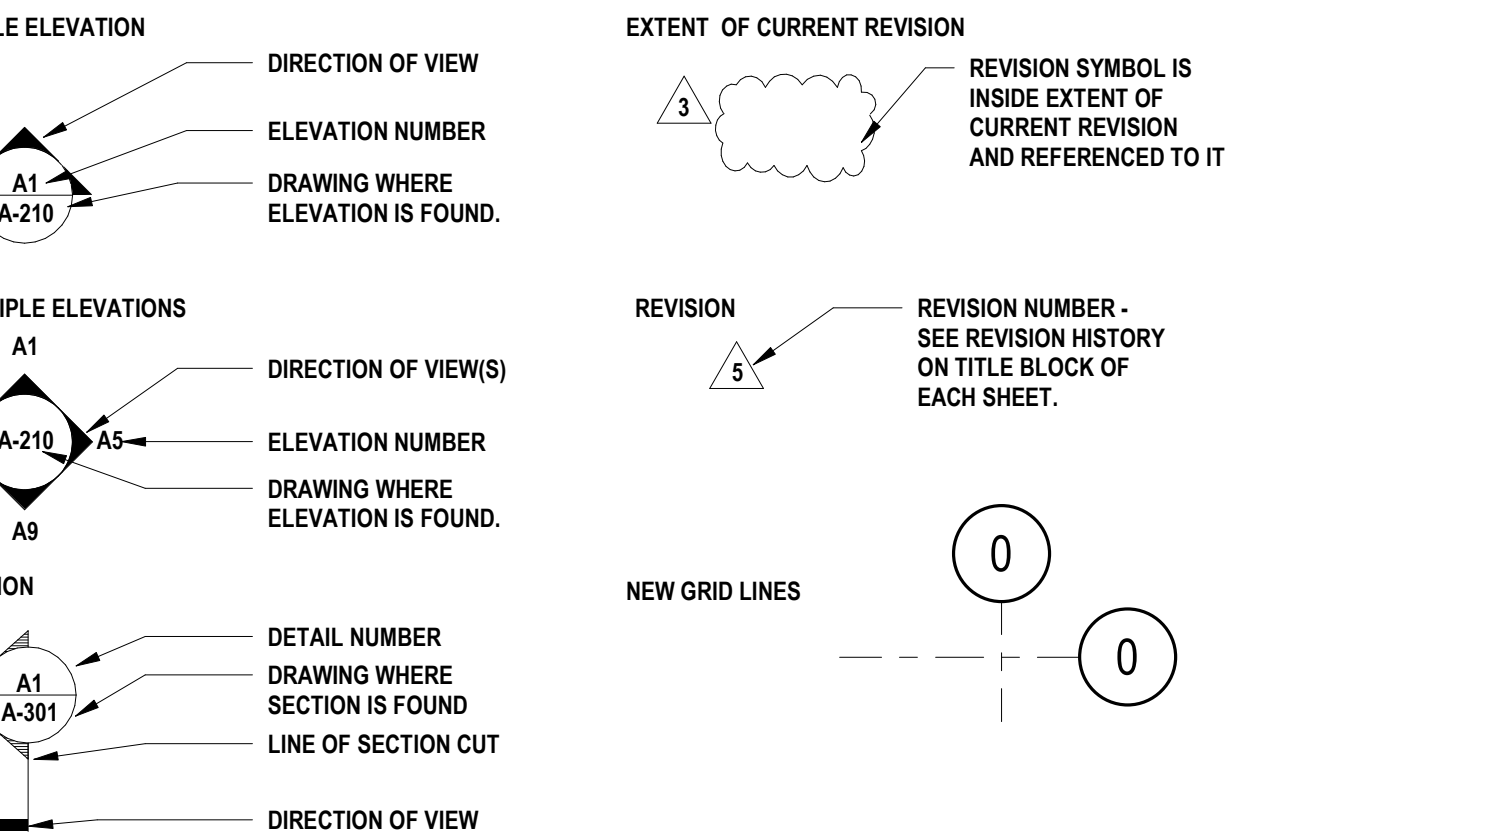 LE ELEVATION
DIRECTION OF VIEW
ELEVATION NUMBER
A1
A-210
DRAWING WHERE
ELEVATION IS FOUND.
IPLE ELEVATIONS
A1
DIRECTION OF VIEW(S)
A-210
A5
ELEVATION NUMBER
DRAWING WHERE
ELEVATION IS FOUND.
A9
ION
DETAIL NUMBER
A1
A-301
DRAWING WHERE
SECTION IS FOUND
LINE OF SECTION CUT
DIRECTION OF VIEW
EXTENT OF CURRENT REVISION
3
REVISION SYMBOL IS
INSIDE EXTENT OF
CURRENT REVISION
AND REFERENCED TO IT
REVISION
5
REVISION NUMBER -
SEE REVISION HISTORY
ON TITLE BLOCK OF
EACH SHEET.
NEW GRID LINES
0
0